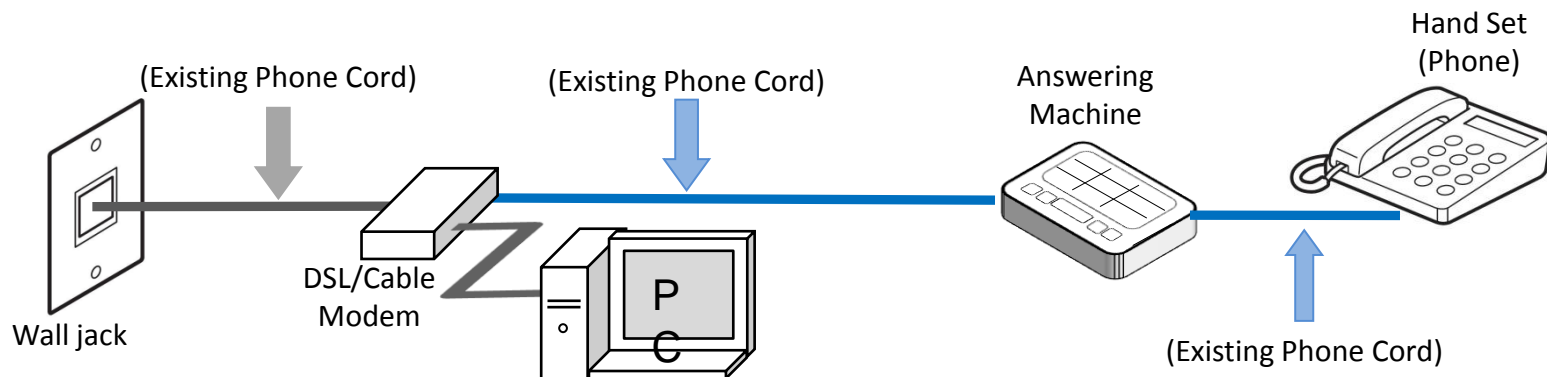 Hand Set
(Phone)
(Existing Phone Cord)
(Existing Phone Cord)
Answering
Machine
DSL/Cable
Modem
P
C
Wall jack
(Existing Phone Cord)